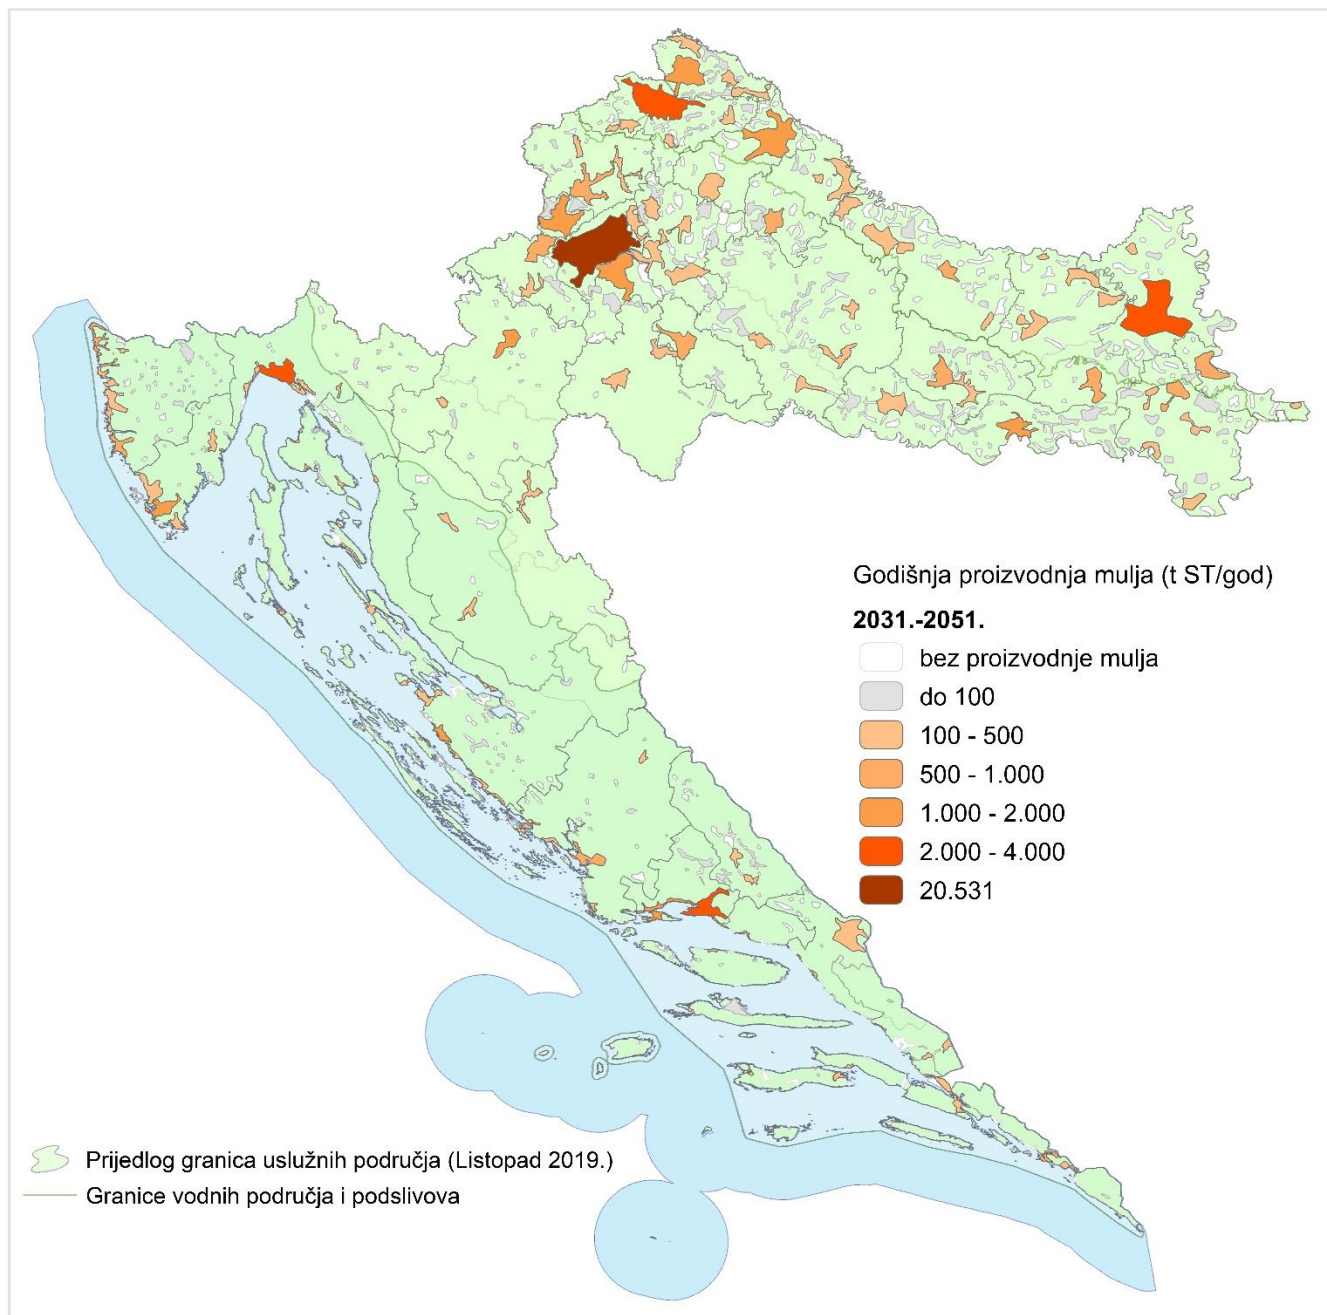 Godišnja proizvodnja mulja (t ST/god)
2031.-2051.
bez proizvodnje mulja
do 100
100 - 500
500 - 1.000
1.000 - 2.000
2.000 - 4.000
20.531
Prijedlog granica uslužnih područja (Listopad 2019.)
Granice vodnih područja i podslivova